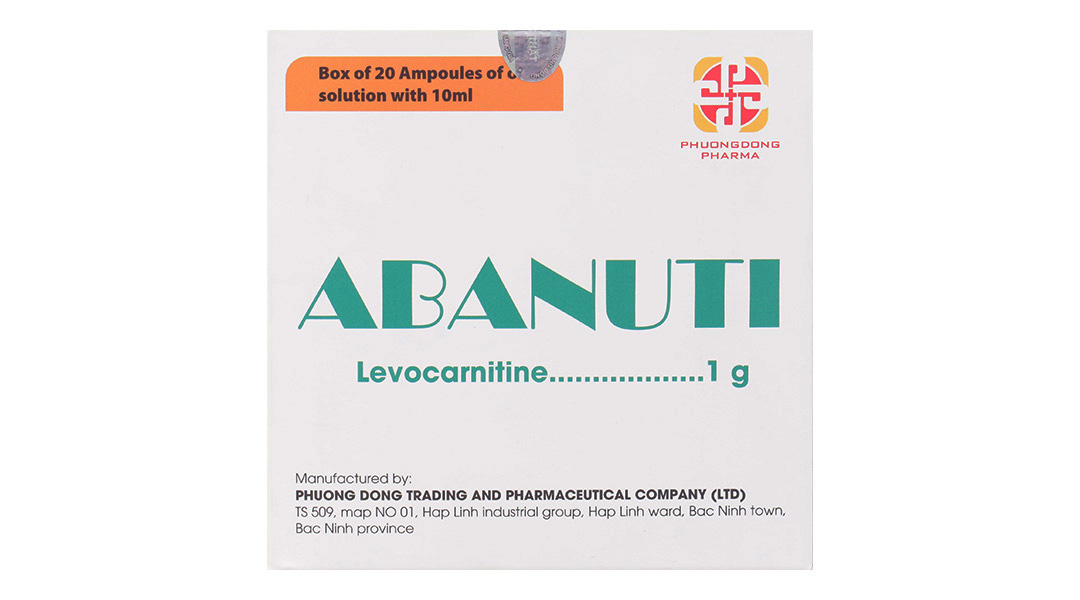 Box of 20 Ampoules of
solution with 10ml
PHUONGDONG
PHARMA
ABANUTI
Levocarnitine..................1 g
Manufactured by:
PHUONG DONG TRADING AND PHARMACEUTICAL COMPANY (LTD)
TS 509, map NO 01, Hap Linh industrial group, Hap Linh ward, Bac Ninh town,
Bac Ninh province